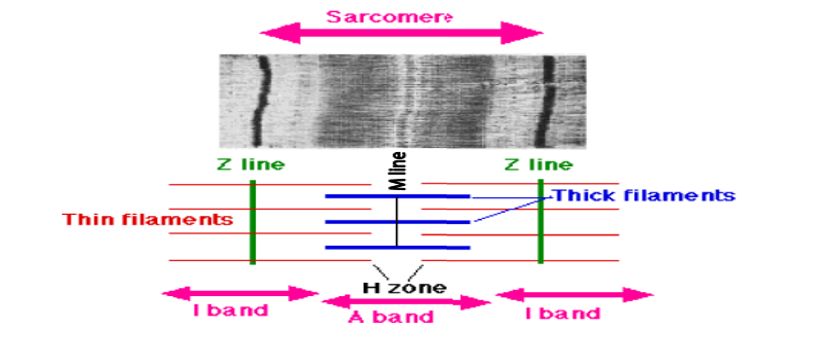 Sarcomere
Z line
M line
Z line
Thick filaments
Thin filaments
H zone
I band
A band
I band